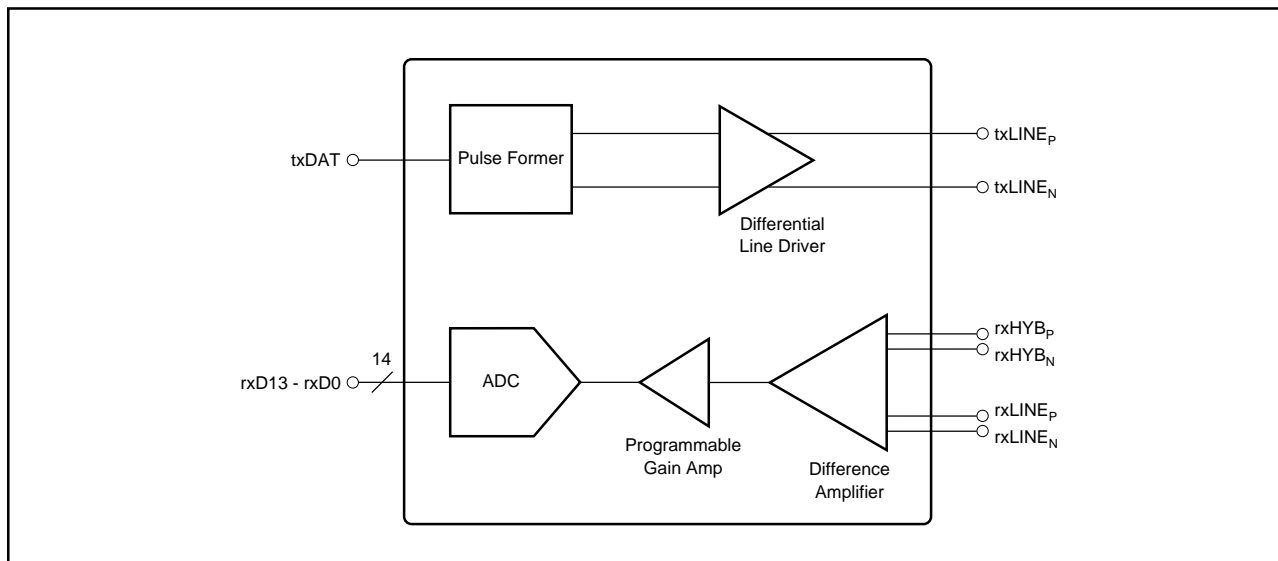 txDAT
Pulse Former
txLINEP
txLINEN
Differential
Line Driver
rxHYBP
rxHYBN
14
rxD13 - rxD0
ADC
rxLINEP
rxLINEN
Programmable
Gain Amp
Difference
Amplifier